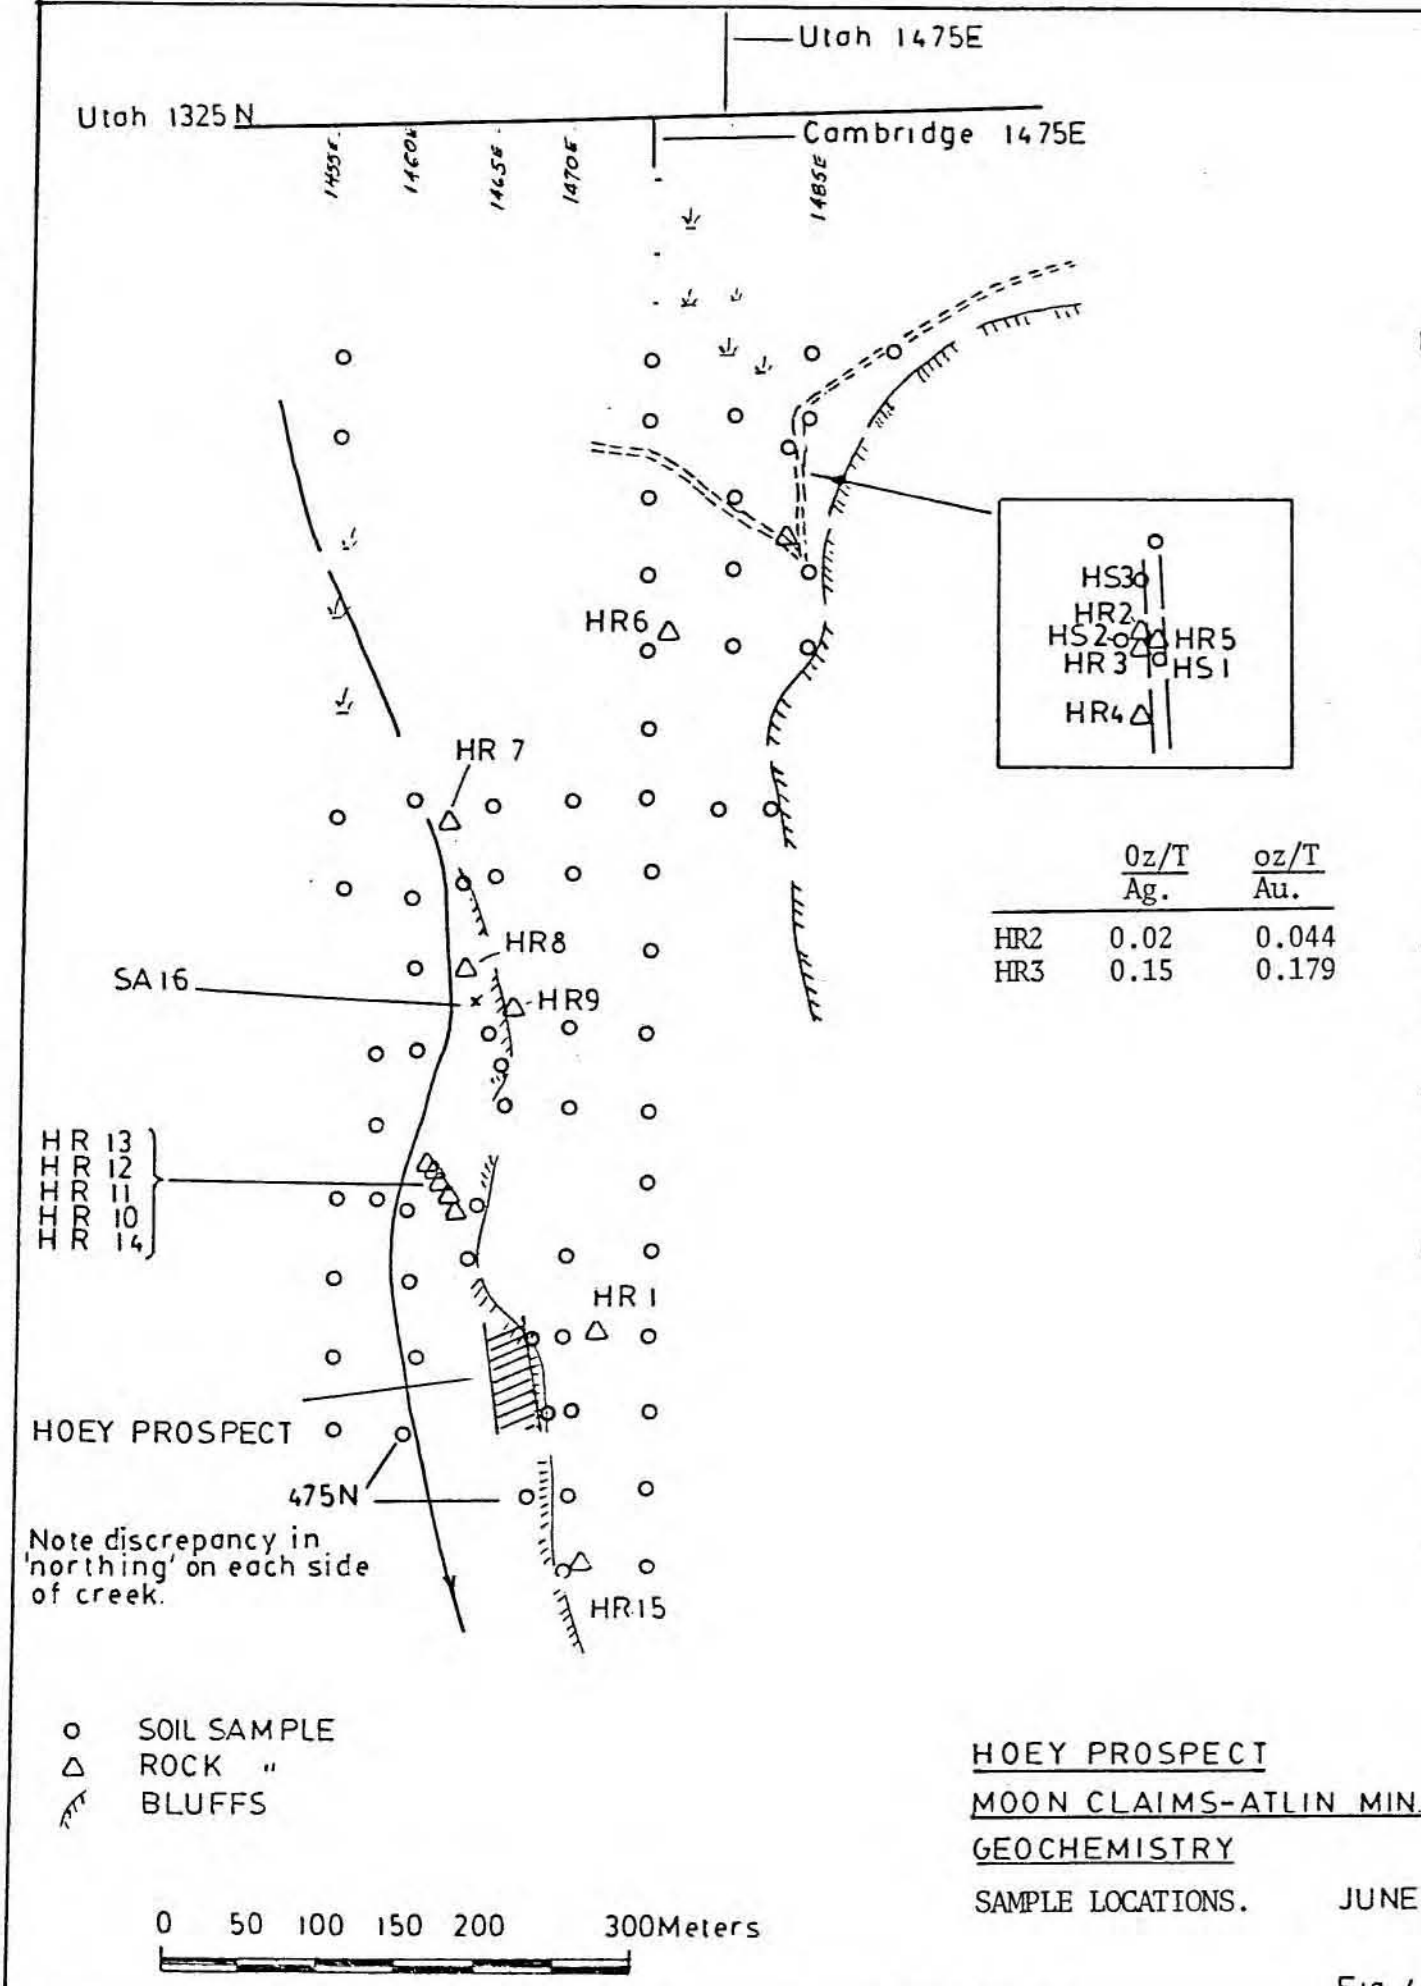 Utah 1475E
Utah 1325N
Cambridge 1475E
1455E
1460E
1465E
1470E
1485E
HS3
HR2
HS2
HR5
HR3
HS1
HR4
HR6
HR 7
Oz/T oz/T
Ag. Au.
HR2 0.02 0.044
HR3 0.15 0.179
HR8
SA16
HR9
HR 13
HR 12
HR 11
HR 10
HR 14
HR 1
HOEY PROSPECT
475N
Note discrepancy in
'northing' on each side
of creek.
HR15
SOIL SAMPLE
ROCK "
BLUFFS
HOEY PROSPECT
MOON CLAIMS-ATLIN MIN.
GEOCHEMISTRY
SAMPLE LOCATIONS. JUNE
0 50 100 150 200 300Meters